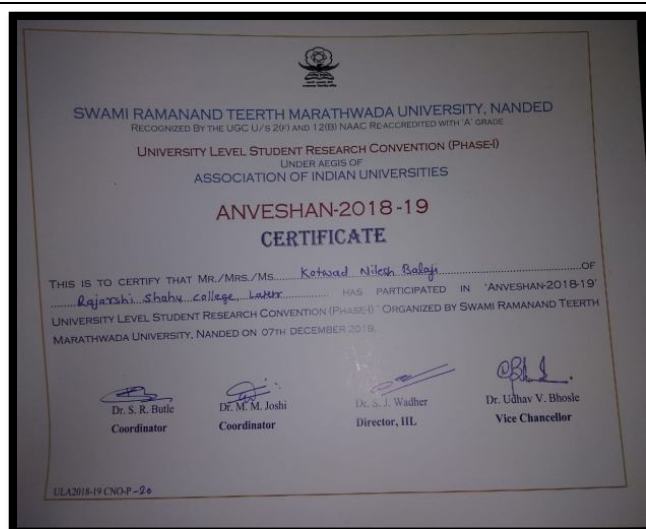 SWAMI RAMANAND TEERTH MARATHWADA UNIVERSITY, NANDED
RECOGNIZED BY THE UGC U/S 2(F) AND 12(B) NAAC RE-ACCREDITED WITH 'A' GRADE
UNIVERSITY LEVEL STUDENT RESEARCH CONVENTION (PHASE-I)
UNDER AEGIS OF
ASSOCIATION OF INDIAN UNIVERSITIES
ANVESHAN-2018-19
CERTIFICATE
THIS IS TO CERTIFY THAT MR./MRS./MS. Kotwad Nilesh Balaji OF
Rajarshi Shahu college, Latur HAS PARTICIPATED IN 'ANVESHAN-2018-19'
UNIVERSITY LEVEL STUDENT RESEARCH CONVENTION (PHASE-I) ' ORGANIZED BY SWAMI RAMANAND TEERTH
MARATHWADA UNIVERSITY, NANDED ON 07TH DECEMBER 2018.
Dr. S. R. Butle Dr. M. M. Joshi Dr. S. J. Wadher Dr. Udhav V. Bhosle
Coordinator Coordinator Director, IIL Vice Chancellor
ULA2018-19 CNO-P-20